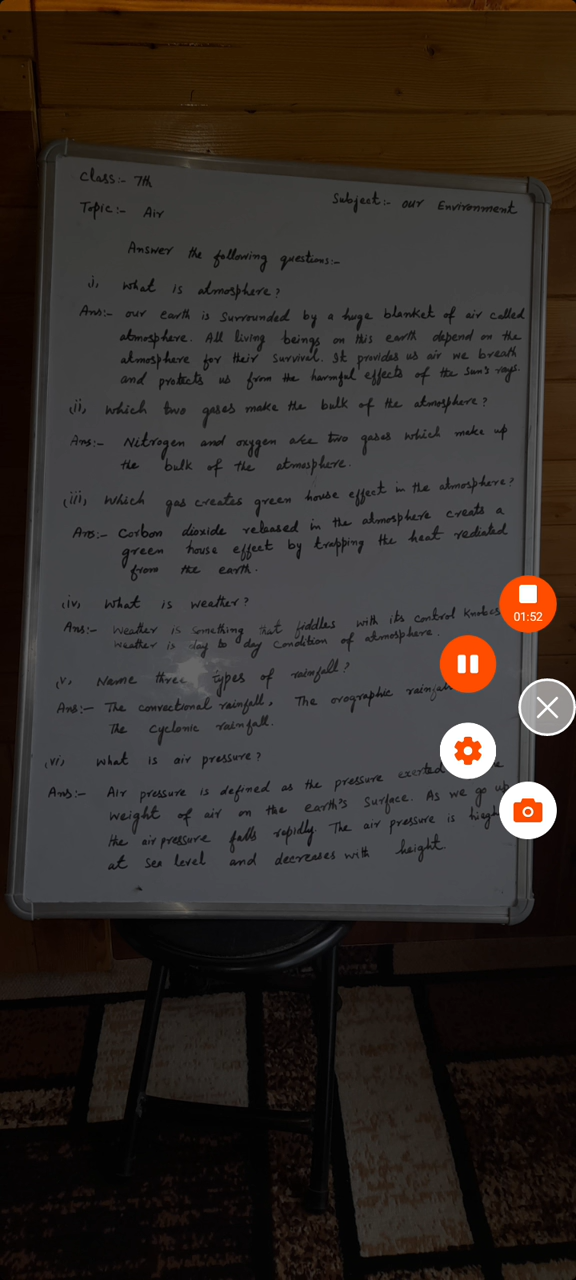 Class:- 7th
Subject:- our Environment
Topic:- Air
Answer the following questions:-
i, what is atmosphere?
Ans:- our earth is surrounded by a huge blanket of air called
atmosphere. All living beings on this earth depend on the
atmosphere for their survival. It provides us air we breath
and protects us from the harmful effects of the sun's rays.
(ii, which two gases make the bulk of the atmosphere?
Ans:- Nitrogen and oxygen are two gases which make up
the bulk of the atmosphere.
(iii, which gas creates green house effect in the atmosphere?
Ans:- Corbon dioxide released in the atmosphere creats a
green house effect by trapping the heat rediated
from the earth.
(iv, what is weather?
Ans:- weather is something that fiddles with its control knobes
weather is day to day condition of atmosphere.
(v, Name three types of rainfall?
Ans:- The convectional rainfall, The orographic
The cyclonic rainfall.
(vi, what is air pressure?
Ans:- Air pressure is defined as the pressure exerted
weight of air on the earth's surface. As we go up
the air pressure falls rapidly. The air pressure is
at sea level and decreases with height
01:52